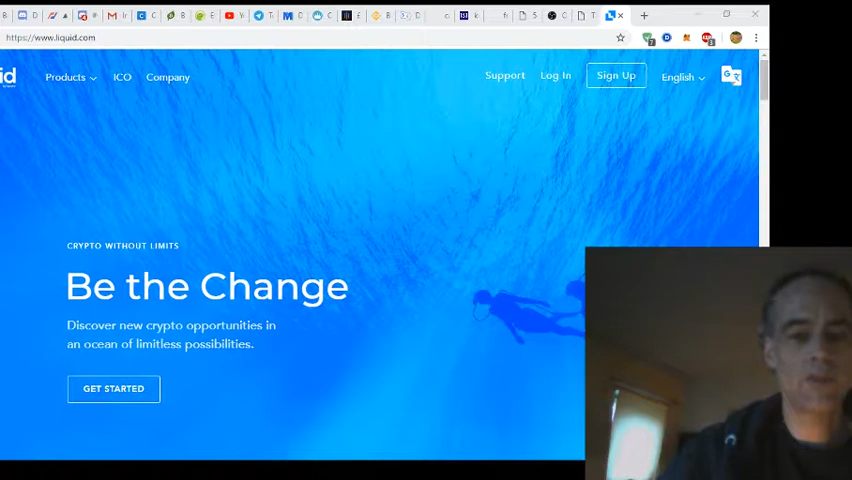 https://www.liquid.com
id
Products
ICO
Company
Support
Log In
Sign Up
English
CRYPTO WITHOUT LIMITS
Be the Change
Discover new crypto opportunities in
an ocean of limitless possibilities.
GET STARTED